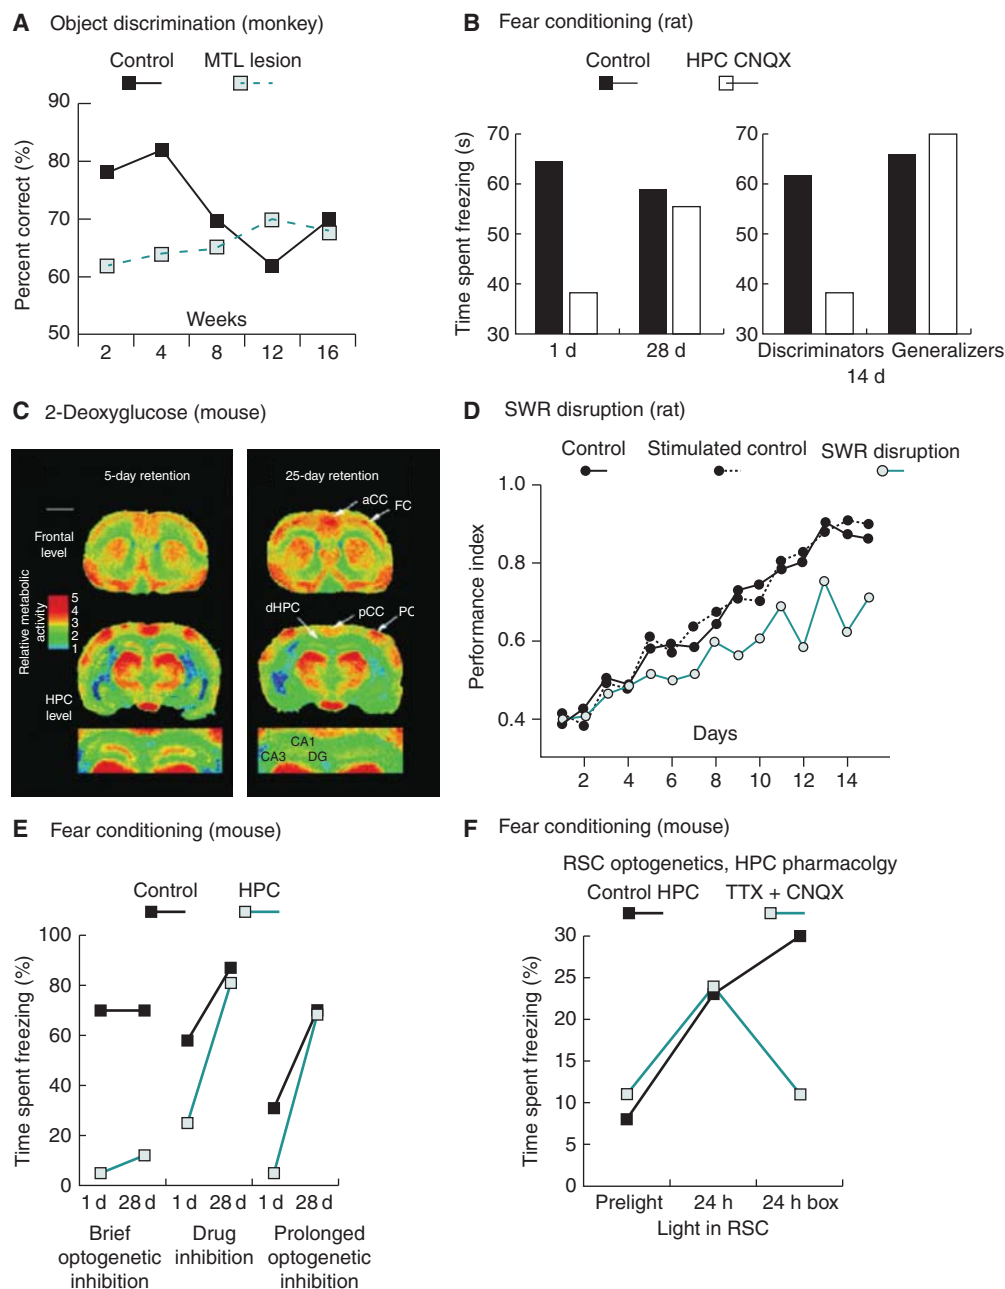 A Object discrimination (monkey)
Control MTL lesion
Percent correct (%)
90
80
70
60
50
Weeks
2 4 8 12 16
B Fear conditioning (rat)
Control HPC CNQX
Time spent freezing (s)
70 70
60 60
50 50
40 40
30 30
1 d 28 d Discriminators Generalizers
14 d
C 2-Deoxyglucose (mouse)
5-day retention 25-day retention
aCC
FC
Frontal
level
Relative metabolic
activity
5
4
3
2
1
dHPC pCC PC
HPC
level
CA1
CA3 DG
D SWR disruption (rat)
Control Stimulated control SWR disruption
Performance index
1.0
0.8
0.6
0.4
Days
2 4 6 8 10 12 14
E Fear conditioning (mouse)
Control HPC
Time spent freezing (%)
100
80
60
40
20
0
1 d 28 d 1 d 28 d 1 d 28 d
Brief Drug Prolonged
optogenetic inhibition optogenetic
inhibition inhibition
F Fear conditioning (mouse)
RSC optogenetics, HPC pharmacolgy
Control HPC TTX + CNQX
Time spent freezing (%)
30
25
20
15
10
5
0
Prelight 24 h 24 h box
Light in RSC